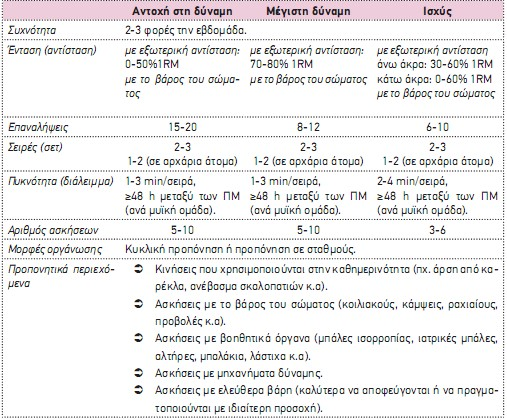 Αντοχή στη δύναμη Μέγιστη δύναμη Ισχύς
Συχνότητα 2-3 φορές την εβδομάδα.
Ένταση (αντίσταση) με εξωτερική αντίσταση: με εξωτερική αντίσταση: με εξωτερική αντίσταση
0-50%1RM 70-80% 1RM άνω άκρα: 30-60% 1RM
με το βάρος του σώμα- με το βάρος του σώματος κάτω άκρα: 0-60% 1RM
τος με το βάρος του σώματος
Επαναλήψεις 15-20 8-12 6-10
Σειρές (σετ) 2-3 2-3 2-3
1-2 (σε αρχάρια άτομα) 1-2 (σε αρχάρια άτομα) 1-2 (σε αρχάρια άτομα)
Πυκνότητα (διάλειμμα) 1-3 min/σειρά, 1-3 min/σειρά, 2-4 min/σειρά,
≥48 h μεταξύ των ΠΜ ≥48 h μεταξύ των ΠΜ ≥48 h μεταξύ των ΠΜ
(ανά μυϊκή ομάδα). (ανά μυϊκή ομάδα). (ανά μυϊκή ομάδα).
Αριθμός ασκήσεων 5-10 5-10 3-6
Μορφές οργάνωσης Κυκλική προπόνηση ή προπόνηση σε σταθμούς.
Προπονητικά περιεχό- ➲ Κινήσεις που χρησιμοποιούνται στην καθημερινότητα (πχ. άρση από κα-
μενα ρέκλα, ανέβασμα σκαλοπατιών κ.α).
➲ Ασκήσεις με το βάρος του σώματος (κοιλιακούς, κάμψεις, ραχιαίους,
προβολές κ.α).
➲ Ασκήσεις με βοηθητικά όργανα (μπάλες ισορροπίας, ιατρικές μπάλες,
αλτήρες, μπαλάκια, λάστιχα κ.α).
➲ Ασκήσεις με μηχανήματα δύναμης.
➲ Ασκήσεις με ελεύθερα βάρη (καλύτερα να αποφεύγονται ή να πραγμα-
τοποιούνται με ιδιαίτερη προσοχή).